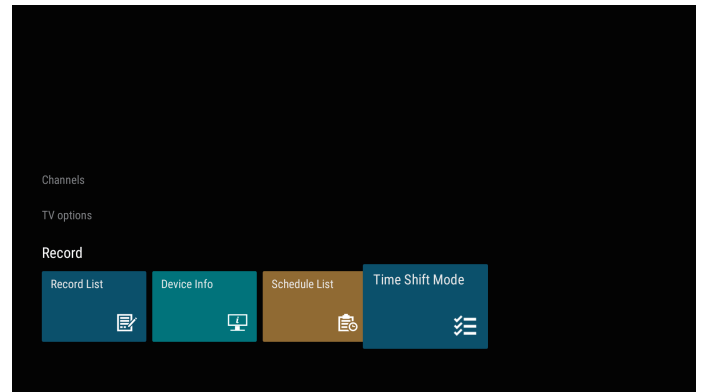 Channels
TV options
Record
Record List
Device Info
Schedule List
Time Shift Mode